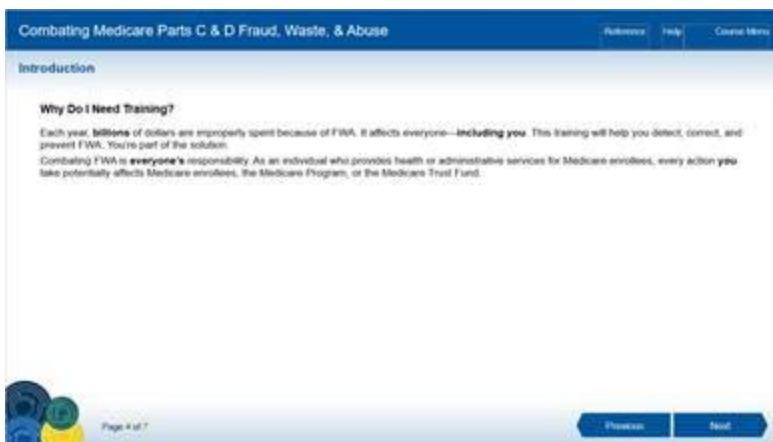 Combating Medicare Parts C & D Fraud, Waste, & Abuse
Reference Help Course Menu
Introduction
Why Do I Need Training?
Each year, billions of dollars are improperly spent because of FWA. It affects everyone—including you. This training will help you detect, correct, and
prevent FWA. You're part of the solution.
Combating FWA is everyone's responsibility. As an individual who provides health or administrative services for Medicare enrollees, every action you
take potentially affects Medicare enrollees, the Medicare Program, or the Medicare Trust Fund.
Page 4 of 7
Previous Next